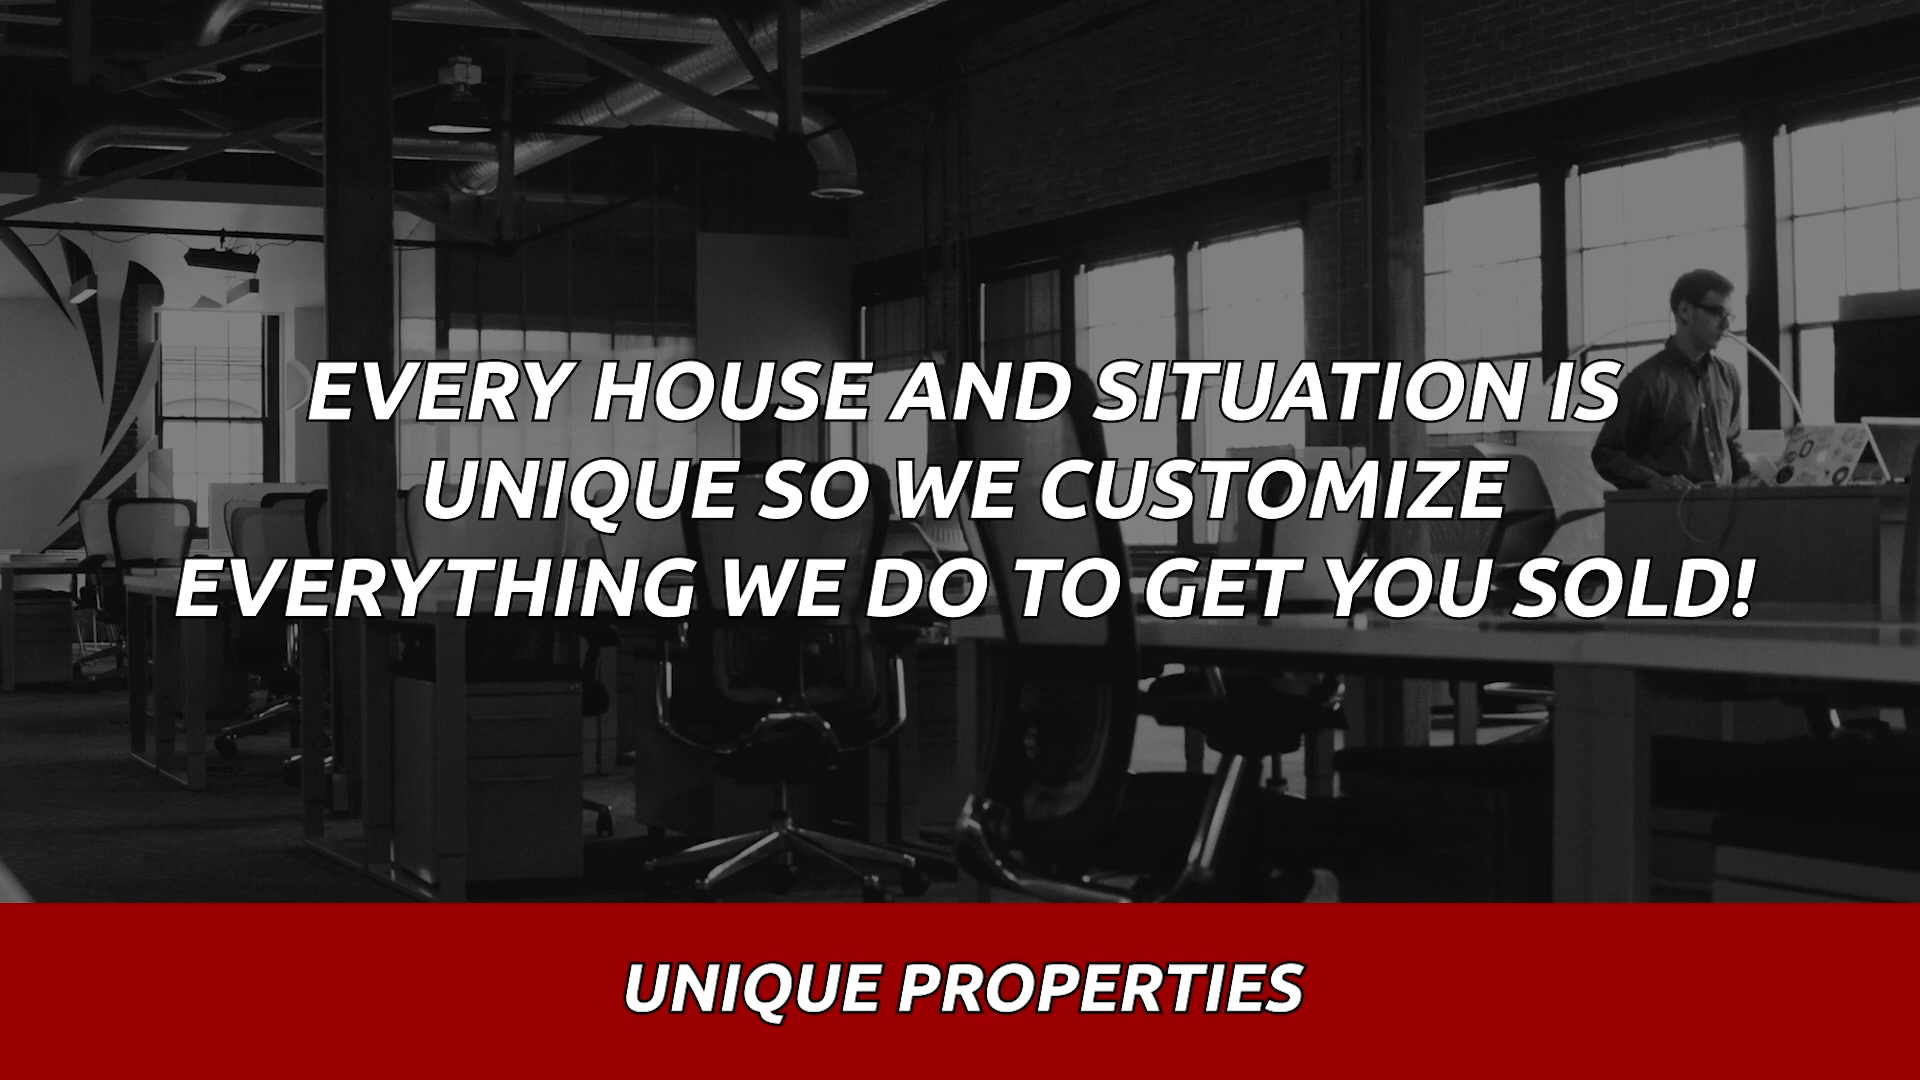 EVERY HOUSE AND SITUATION IS
UNIQUE SO WE CUSTOMIZE
EVERYTHING WE DO TO GET YOU SOLD!
UNIQUE PROPERTIES